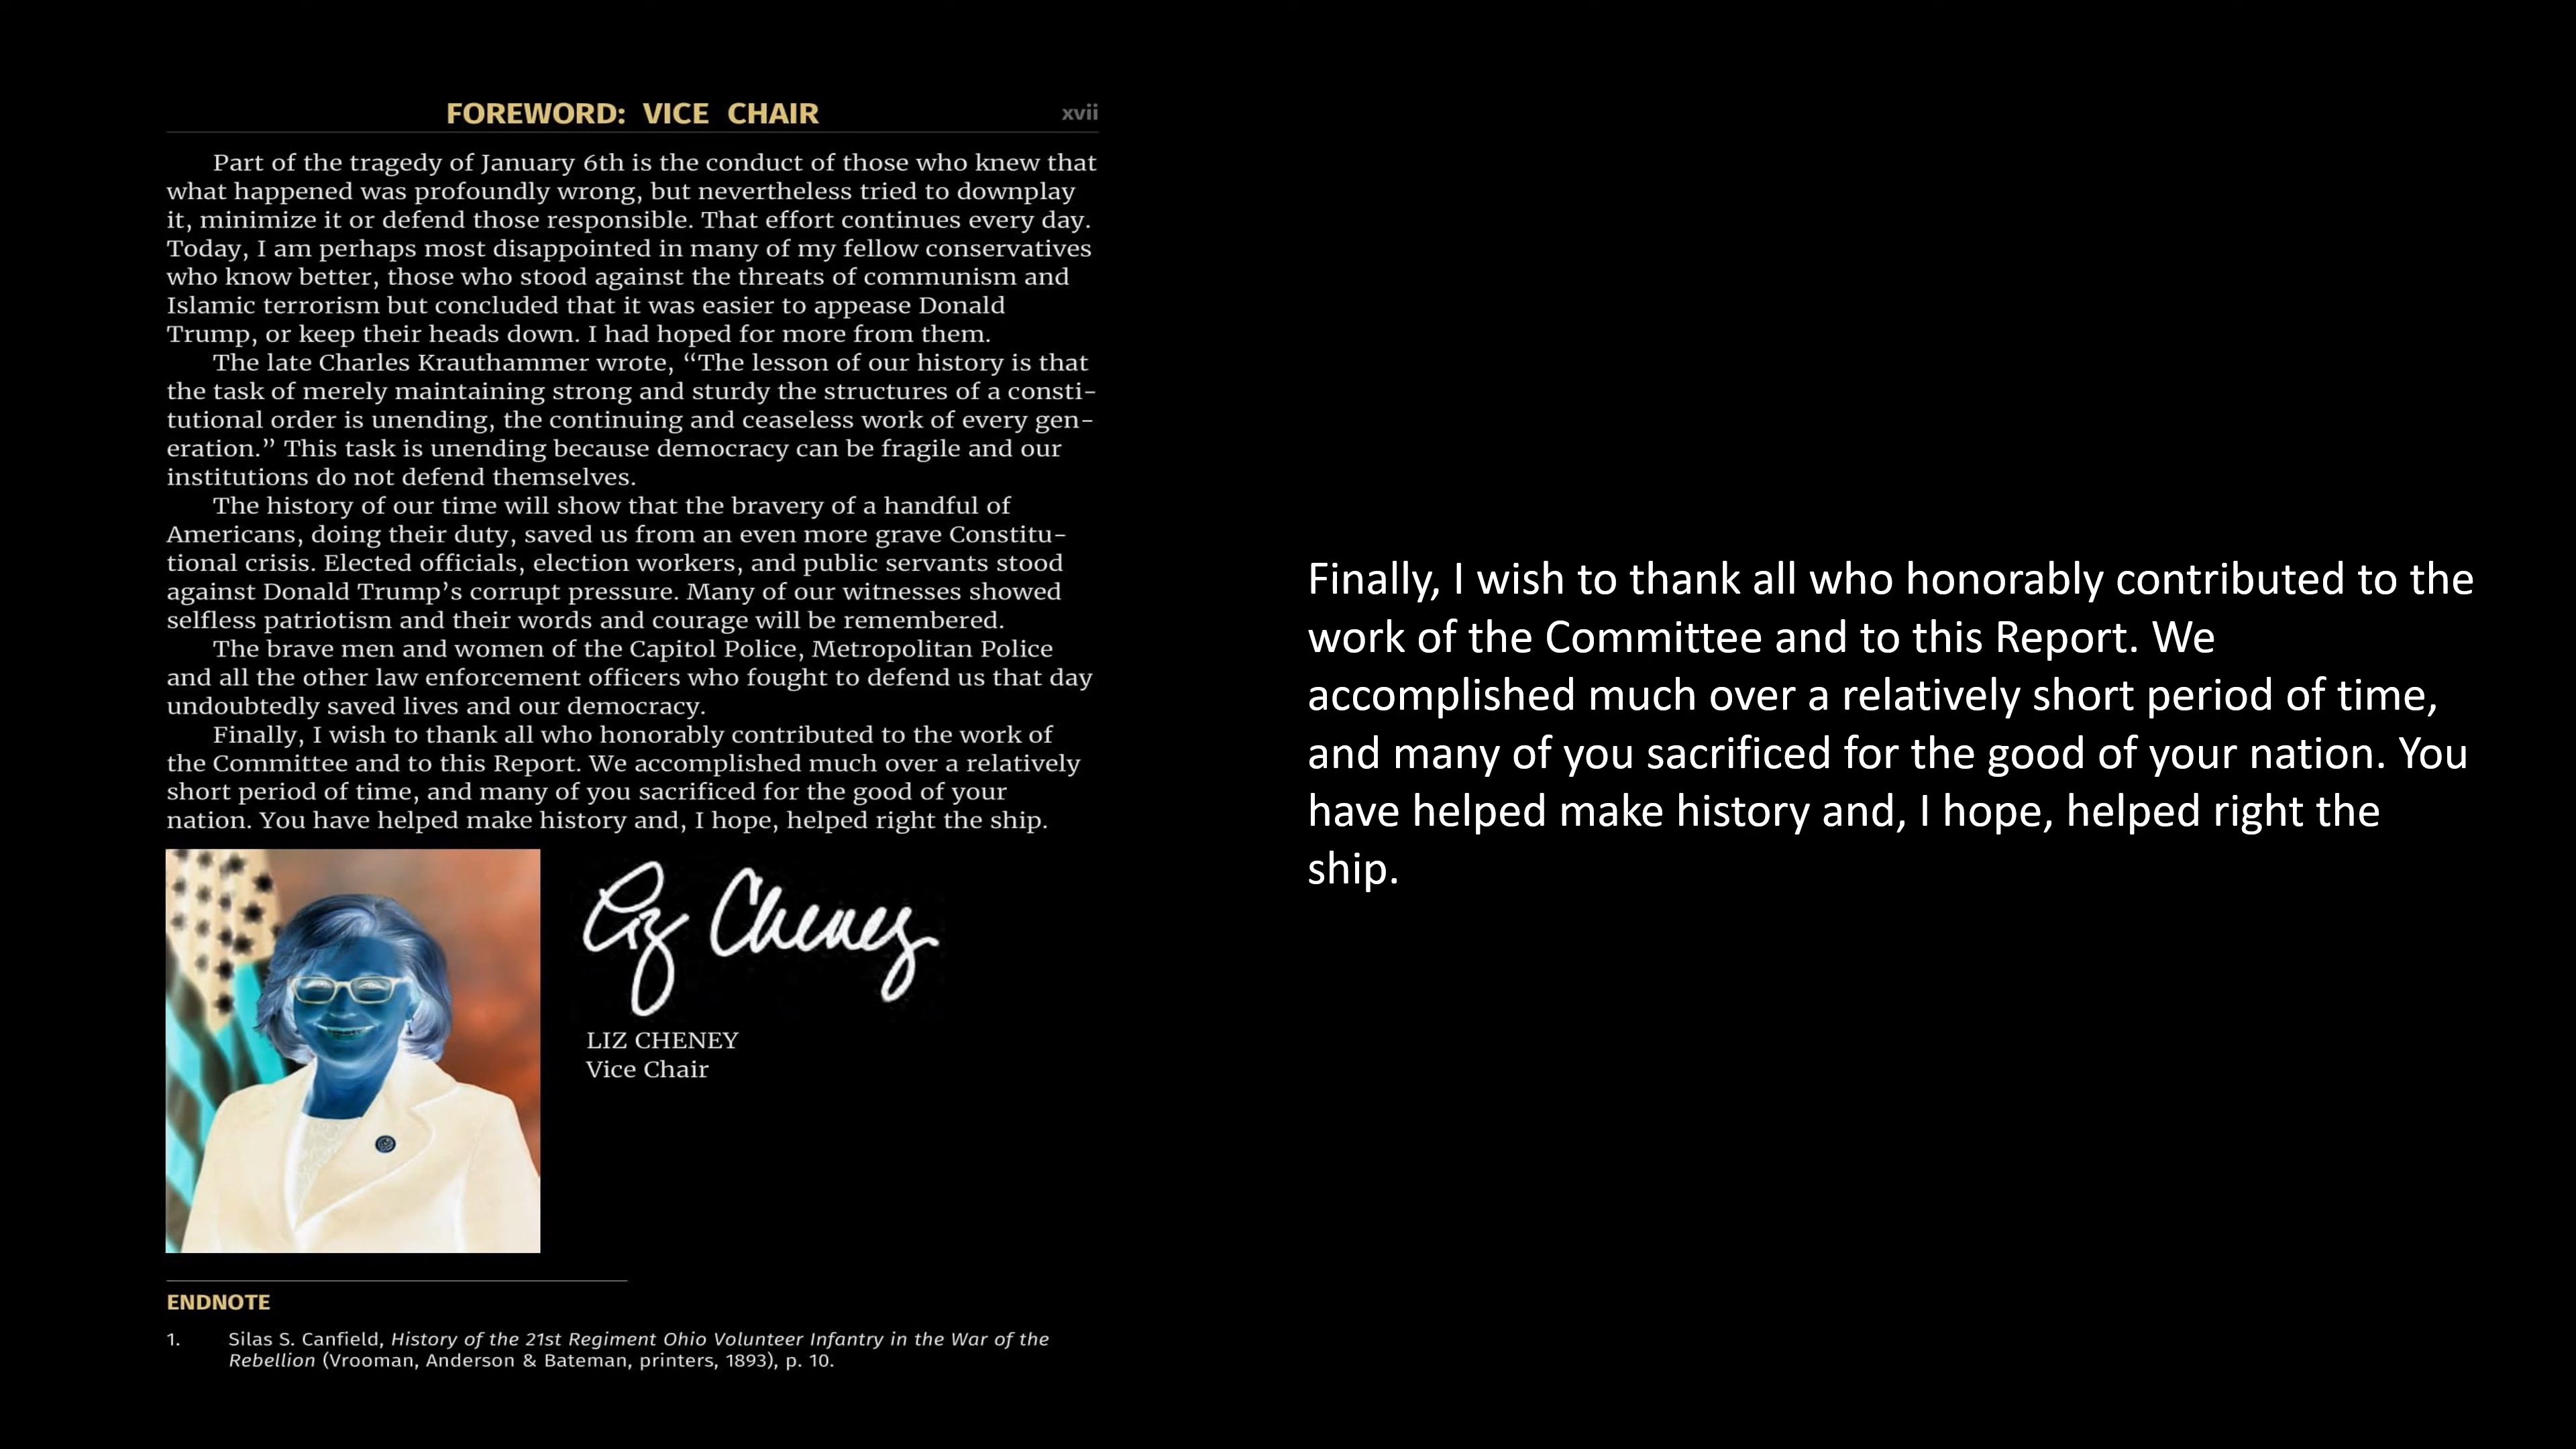 FOREWORD: VICE CHAIR xvii
Part of the tragedy of January 6th is the conduct of those who knew that
what happened was profoundly wrong, but nevertheless tried to downplay
it, minimize it or defend those responsible. That effort continues every day.
Today, I am perhaps most disappointed in many of my fellow conservatives
who know better, those who stood against the threats of communism and
Islamic terrorism but concluded that it was easier to appease Donald
Trump, or keep their heads down. I had hoped for more from them.
The late Charles Krauthammer wrote, “The lesson of our history is that
the task of merely maintaining strong and sturdy the structures of a consti-
tutional order is unending, the continuing and ceaseless work of every gen-
eration.” This task is unending because democracy can be fragile and our
institutions do not defend themselves.
The history of our time will show that the bravery of a handful of
Americans, doing their duty, saved us from an even more grave Constitu-
tional crisis. Elected officials, election workers, and public servants stood
against Donald Trump’s corrupt pressure. Many of our witnesses showed
selfless patriotism and their words and courage will be remembered.
The brave men and women of the Capitol Police, Metropolitan Police
and all the other law enforcement officers who fought to defend us that day
undoubtedly saved lives and our democracy.
Finally, I wish to thank all who honorably contributed to the work of
the Committee and to this Report. We accomplished much over a relatively
short period of time, and many of you sacrificed for the good of your
nation. You have helped make history and, I hope, helped right the ship.
Liz Cheney
LIZ CHENEY
Vice Chair
ENDNOTE
1. Silas S. Canfield, History of the 21st Regiment Ohio Volunteer Infantry in the War of the
Rebellion (Vrooman, Anderson & Bateman, printers, 1893), p. 10.
Finally, I wish to thank all who honorably contributed to the
work of the Committee and to this Report. We
accomplished much over a relatively short period of time,
and many of you sacrificed for the good of your nation. You
have helped make history and, I hope, helped right the
ship.